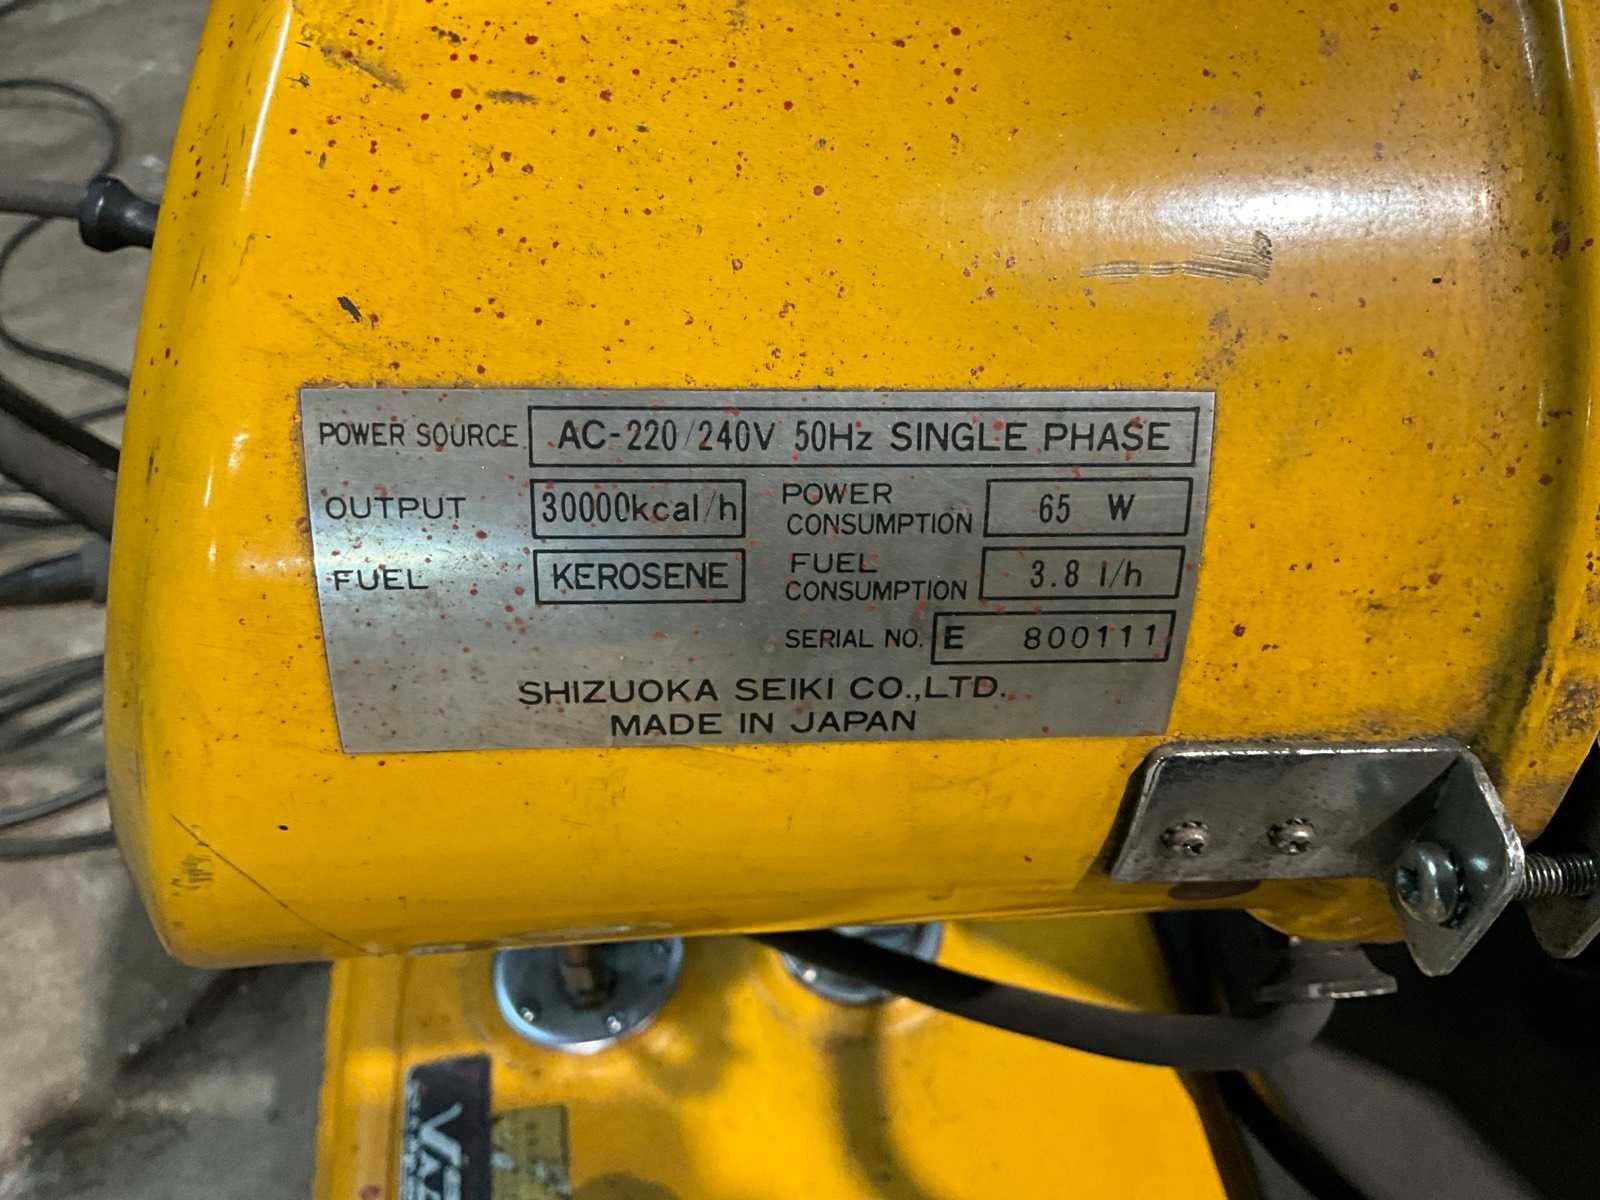 POWER SOURCE AC-220/240V 50Hz SINGLE PHASE
OUTPUT 30000kcal/h POWER CONSUMPTION 65 W
FUEL KEROSENE FUEL CONSUMPTION 3.8 l/h
SERIAL NO. E 800111
SHIZUOKA SEIKI CO.,LTD.
MADE IN JAPAN